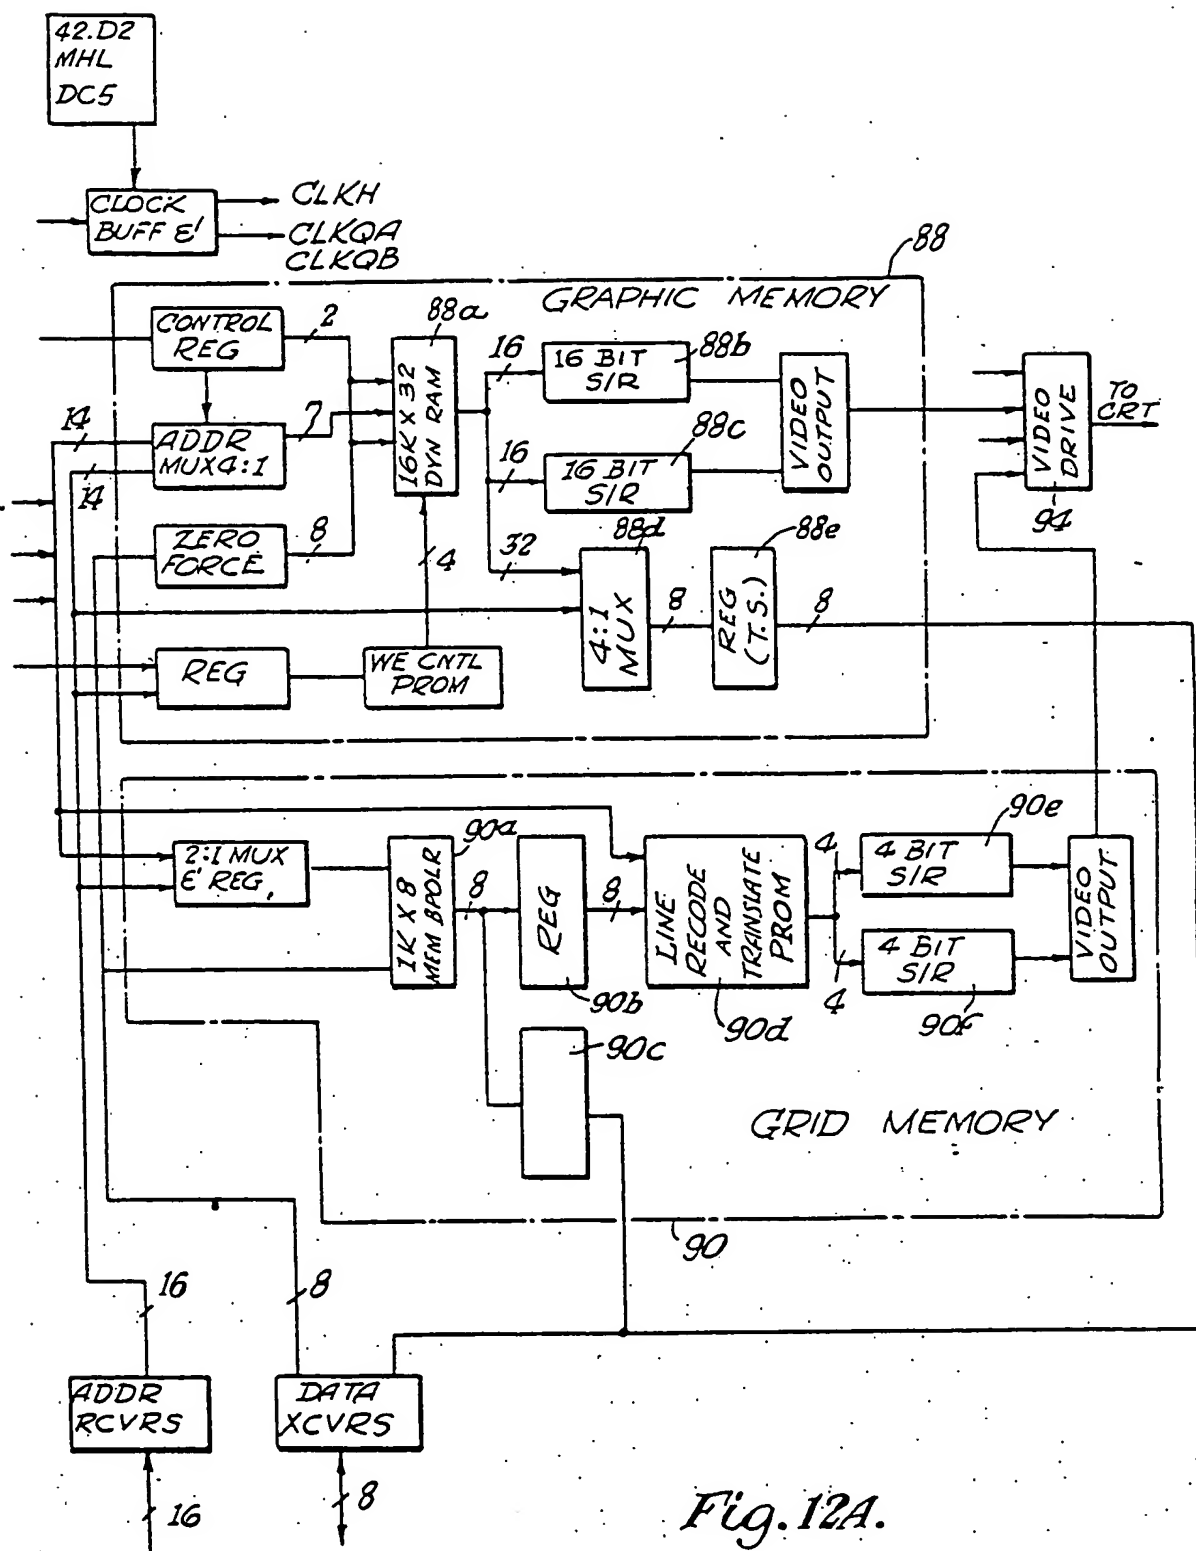 42.D2
MHL
DC5
CLOCK
BUFF E'
CLKH
CLKQA
CLKQB
88
GRAPHIC MEMORY
CONTROL
REG
2
88a
16K X 32
DYN RAM
16
16 BIT
S/R
88b
VIDEO
OUTPUT
VIDEO
DRIVE
94
TO
CRT
14
ADDR
MUX4:1
7
14
16
16 BIT
S/R
88c
ZERO
FORCE
8
4
32
88d
4:1
MUX
8
88e
REG
(T.S.)
8
REG
WE CNTL
PROM
2:1 MUX
E' REG,
90a
1K X 8
MEM BPOLR
8
REG
90b
8
LINE
RECODE
AND
TRANSLATE
PROM
90d
4
4 BIT
S/R
90e
4
4 BIT
S/R
90f
VIDEO
OUTPUT
90c
GRID MEMORY
90
16
8
ADDR
RCVRS
DATA
XCVRS
16
8
Fig. 12A.